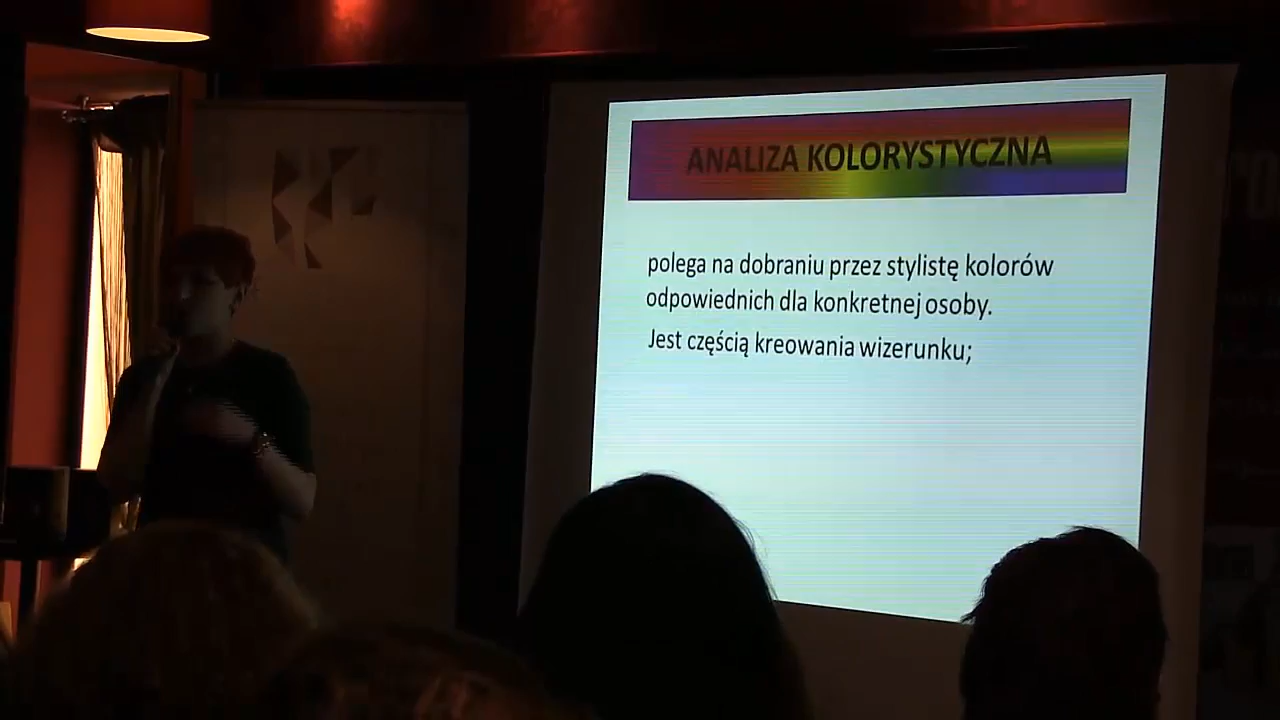 ANALIZA KOLORYSTYCZNA
polega na dobraniu przez stylistę kolorów
odpowiednich dla konkretnej osoby.
Jest częścią kreowania wizerunku;